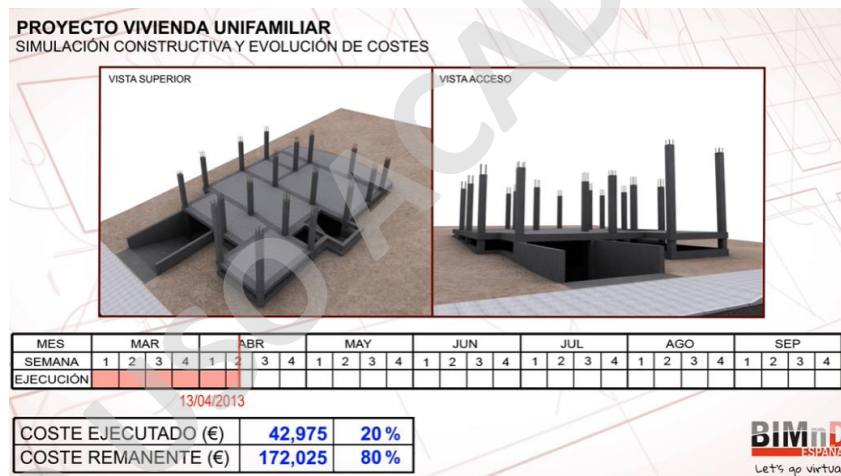 PROYECTO VIVIENDA UNIFAMILIAR
SIMULACIÓN CONSTRUCTIVA Y EVOLUCIÓN DE COSTES
VISTA SUPERIOR
VISTA ACCESO
MES MAR ABR MAY JUN JUL AGO SEP
SEMANA 1 2 3 4 1 2 3 4 1 2 3 4 1 2 3 4 1 2 3 4 1 2 3 4 1 2 3 4
EJECUCIÓN
13/04/2013
COSTE EJECUTADO (€) 42,975 20 %
COSTE REMANENTE (€) 172,025 80 %
BIMnD
ESPAÑA
Let's go virtua
USO ACAD